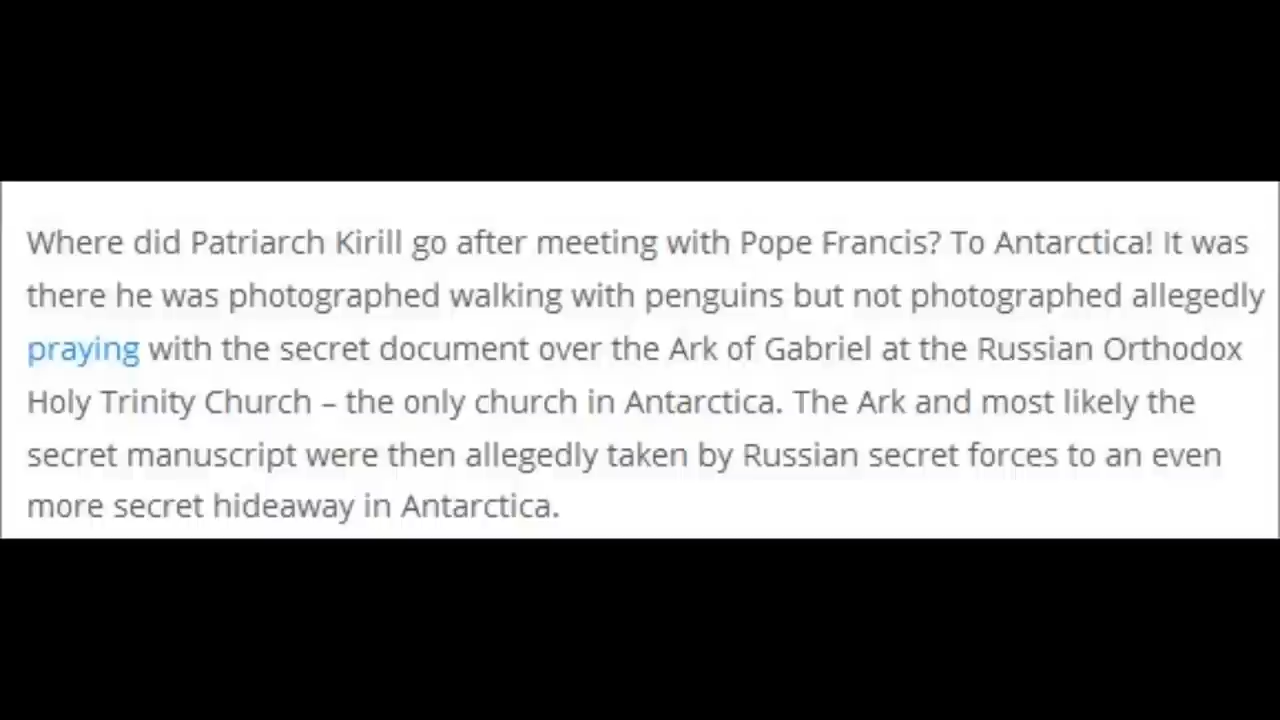 Where did Patriarch Kirill go after meeting with Pope Francis? To Antarctica! It was
there he was photographed walking with penguins but not photographed allegedly
praying with the secret document over the Ark of Gabriel at the Russian Orthodox
Holy Trinity Church – the only church in Antarctica. The Ark and most likely the
secret manuscript were then allegedly taken by Russian secret forces to an even
more secret hideaway in Antarctica.